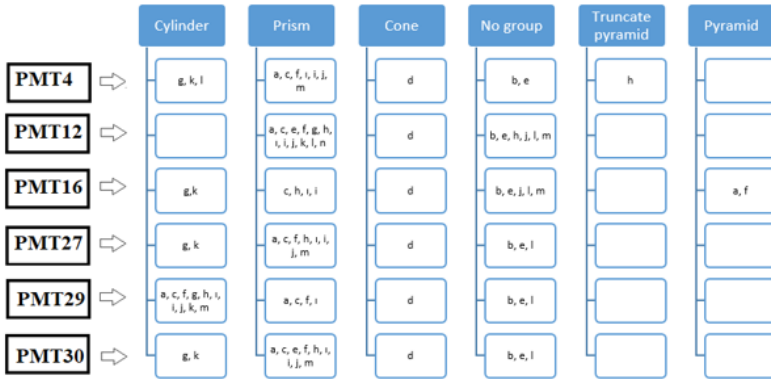 Cylinder Prism Cone No group Truncate pyramid Pyramid
PMT4 g, k, l a, c, f, ı, i, j, m d b, e h
PMT12 a, c, e, f, g, h, ı, i, j, k, l, n d b, e, h, j, l, m
PMT16 g,k c, h, ı, i d b, e, j, l, m a, f
PMT27 g, k a, c, f, h, ı, i, j, m d b, e, l
PMT29 a, c, f, g, h, ı, i, j, k, m a, c, f, ı d b, e, l
PMT30 g, k a, c, e, f, h, ı, i, j, m d b, e, l